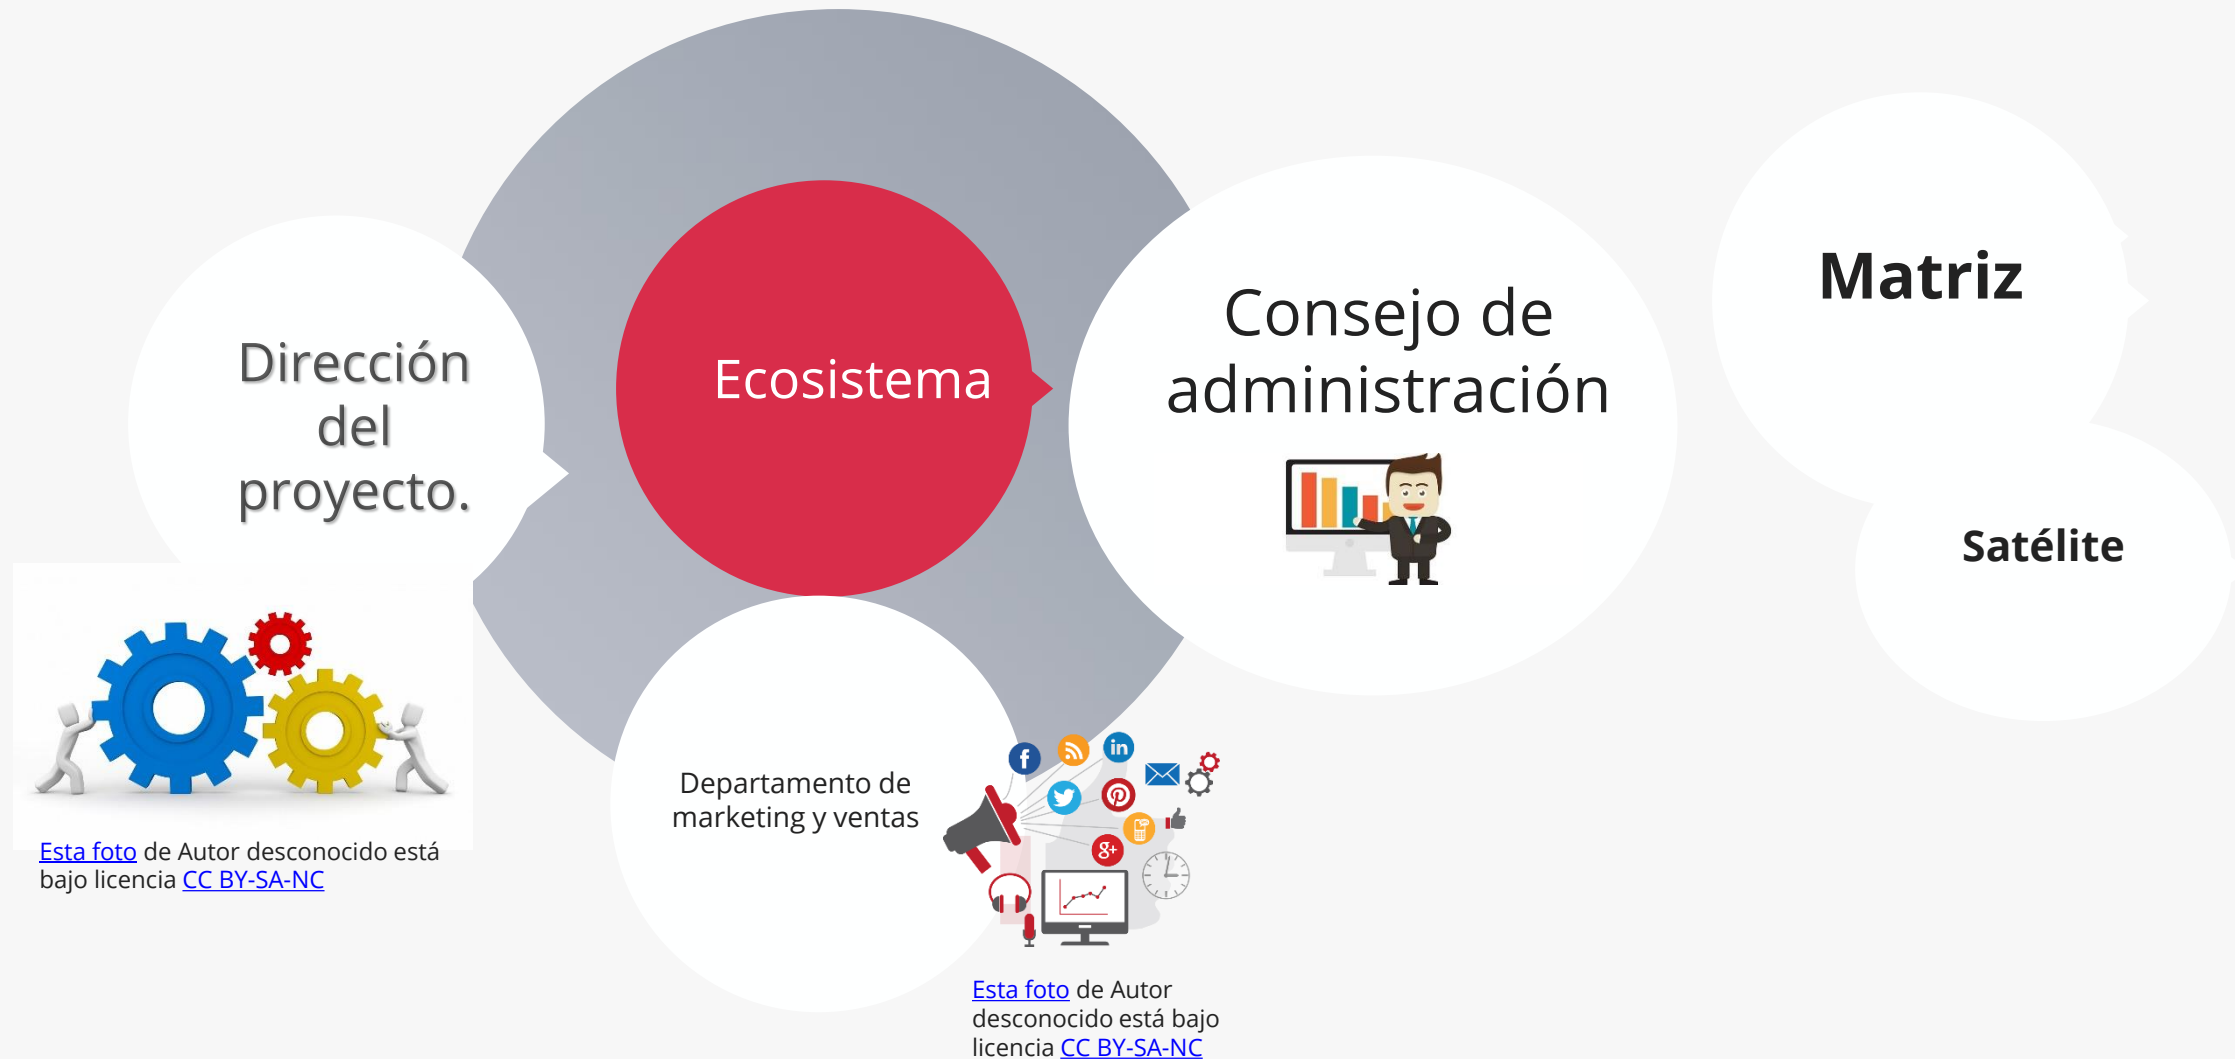 Dirección
del
proyecto.
Esta foto de Autor desconocido está
bajo licencia CC BY-SA-NC
Ecosistema
Departamento de
marketing y ventas
f
in
g+
Esta foto de Autor
desconocido está bajo
licencia CC BY-SA-NC
Consejo de
administración
Matriz
Satélite